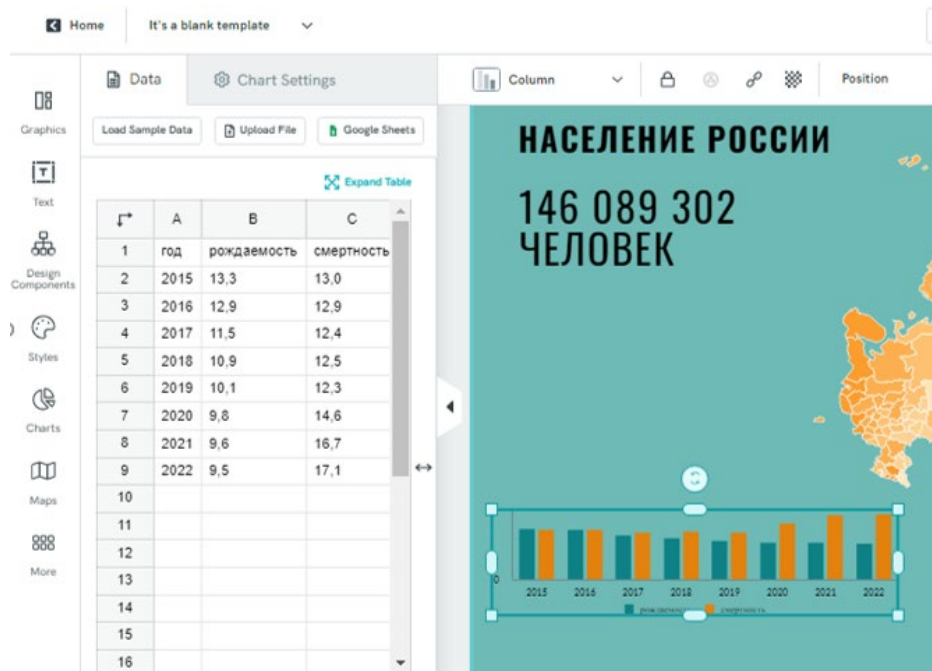 Home
It's a blank template
Data
Chart Settings
Column
Position
Graphics
Load Sample Data
Upload File
Google Sheets
Text
Expand Table
Design
Components
Styles
Charts
Maps
More
A B C
1 год рождаемость смертность
2 2015 13,3 13,0
3 2016 12,9 12,9
4 2017 11,5 12,4
5 2018 10,9 12,5
6 2019 10,1 12,3
7 2020 9,8 14,6
8 2021 9,6 16,7
9 2022 9,5 17,1
10
11
12
13
14
15
16
НАСЕЛЕНИЕ РОССИИ
146 089 302
ЧЕЛОВЕК
0
2015 2016 2017 2018 2019 2020 2021 2022
рождаемость смертность